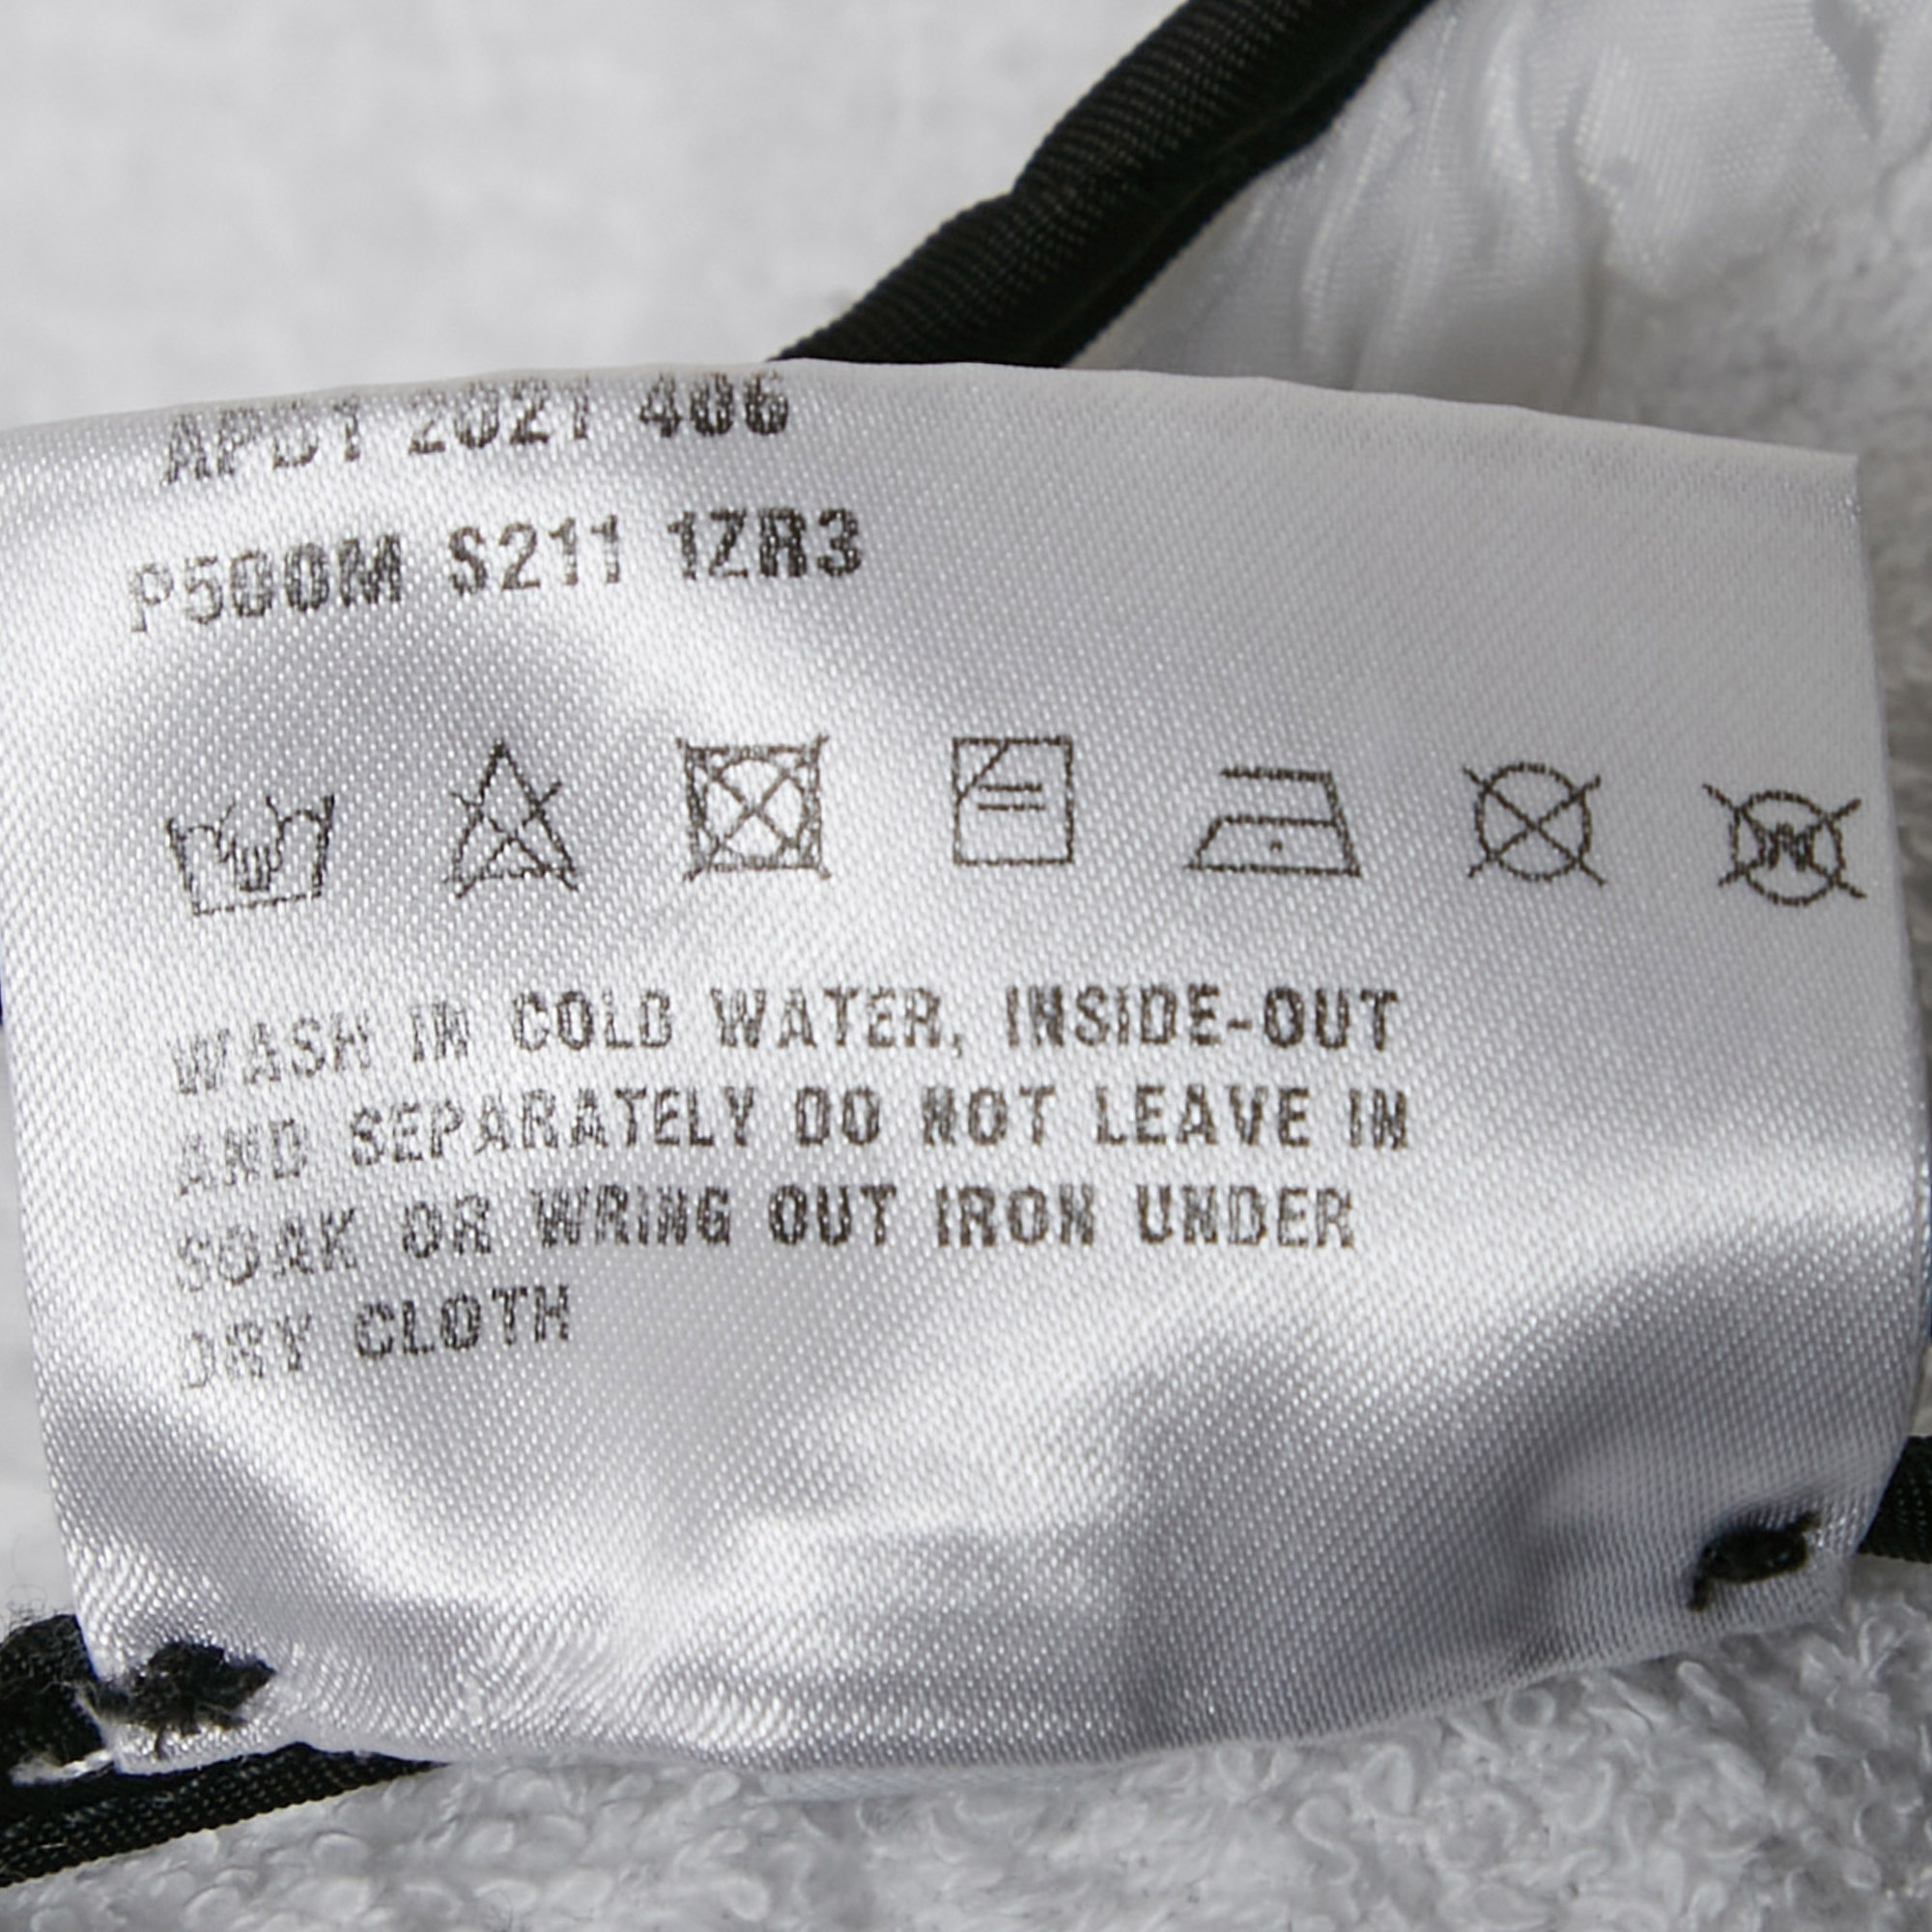 2021 406
P500M S211 1ZR3
WASH IN COLD WATER, INSIDE-OUT
AND SEPARATELY DO NOT LEAVE IN
SOAK OR WRING OUT IRON UNDER
DRY CLOTH